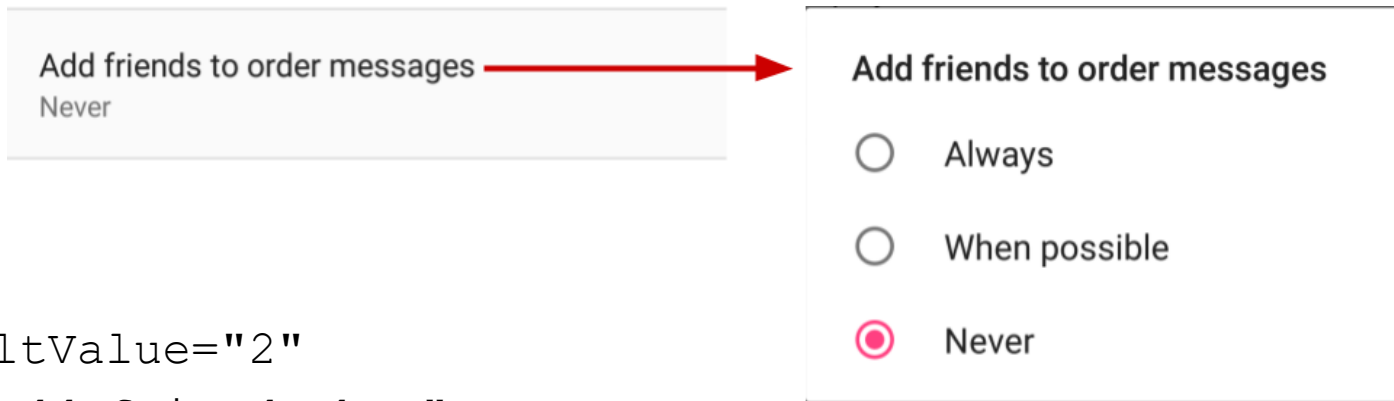 Add friends to order messages
Never
Add friends to order messages
Always
When possible
Never
ltValue="2"